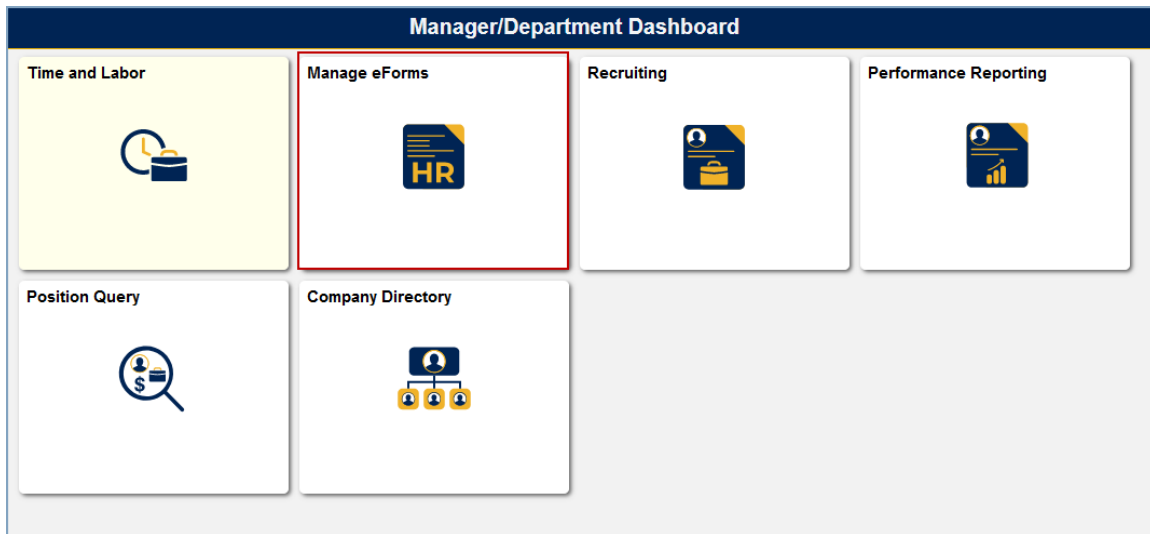 Manager/Department Dashboard
Time and Labor
Manage eForms
HR
Recruiting
Performance Reporting
Position Query
$
Company Directory